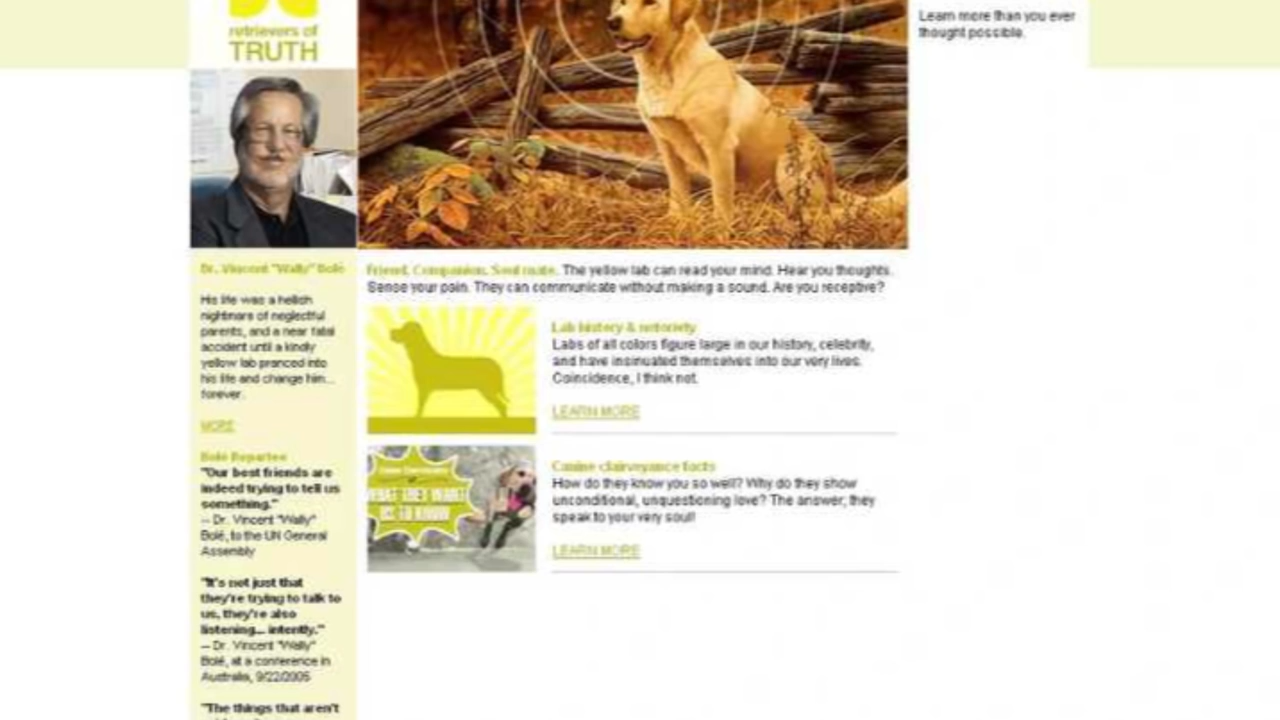 retrievers of
TRUTH
Learn more than you ever
thought possible.
Dr. Vincent "Wally" Bolé
His life was a hellish
nightmare of neglectful
parents, and a near fatal
accident until a kindly
yellow lab pranced into
his life and change him...
forever.
MORE
Bolé Repartee
"Our best friends are
indeed trying to tell us
something."
-- Dr. Vincent "Wally"
Bolé, to the UN General
Assembly
"It's not just that
they're trying to talk to
us, they're also
listening... intently."
-- Dr. Vincent "Wally"
Bolé, at a conference in
Australia, 9/22/2005
"The things that aren't
Friend. Companion. Soul mate. The yellow lab can read your mind. Hear you thoughts.
Sense your pain. They can communicate without making a sound. Are you receptive?
Lab history & notoriety
Labs of all colors figure large in our history, celebrity,
and have insinuated themselves into our very lives.
Coincidence, I think not.
LEARN MORE
WHAT THEY WANT
US TO KNOW
Canine clairvoyance facts
How do they know you so well? Why do they show
unconditional, unquestioning love? The answer, they
speak to your very soul!
LEARN MORE